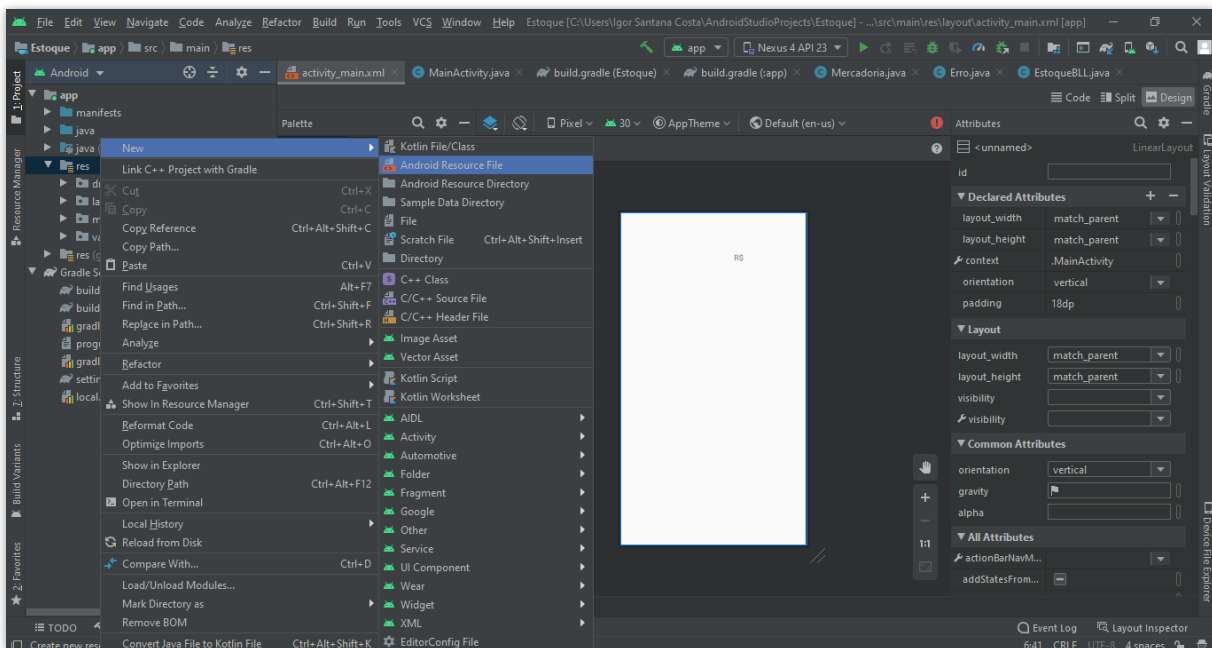 File Edit View Navigate Code Analyze Refactor Build Run Tools VCS Window Help Estoque [C:\Users\Igor Santana Costa\AndroidStudioProjects\Estoque] - ...\src\main\res\layout\activity_main.xml [app]
Estoque app src main res
app Nexus 4 API 23
Android
activity_main.xml MainActivity.java build.gradle (Estoque) build.gradle (:app) Mercadoria.java Erro.java EstoqueBLL.java
Code Split Design
1: Project
Resource Manager
7: Structure
Build Variants
2: Favorites
app
manifests
java
java (
res
res (g
Gradle Sc
build
build
gradl
gradl
settin
local.
New
Link C++ Project with Gradle
Cut Ctrl+X
Copy Ctrl+C
Copy Reference Ctrl+Alt+Shift+C
Copy Path...
Paste Ctrl+V
Find Usages Alt+F7
Find in Path... Ctrl+Shift+F
Replace in Path... Ctrl+Shift+R
Analyze
Refactor
Add to Favorites
Show In Resource Manager Ctrl+Shift+T
Reformat Code Ctrl+Alt+L
Optimize Imports Ctrl+Alt+O
Show in Explorer
Directory Path Ctrl+Alt+F12
Open in Terminal
Local History
Reload from Disk
Compare With... Ctrl+D
Load/Unload Modules...
Mark Directory as
Remove BOM
Convert Java File to Kotlin File Ctrl+Alt+Shift+K
Kotlin File/Class
Android Resource File
Android Resource Directory
Sample Data Directory
File
Scratch File Ctrl+Alt+Shift+Insert
Directory
C++ Class
C/C++ Source File
C/C++ Header File
Image Asset
Vector Asset
Kotlin Script
Kotlin Worksheet
AIDL
Activity
Automotive
Folder
Fragment
Google
Other
Service
UI Component
Wear
Widget
XML
EditorConfig File
Palette
Pixel 30 AppTheme Default (en-us)
R$
1:1
Attributes
<unnamed> LinearLayout
id
Declared Attributes
layout_width match_parent
layout_height match_parent
context .MainActivity
orientation vertical
padding 18dp
Layout
layout_width match_parent
layout_height match_parent
visibility
visibility
Common Attributes
orientation vertical
gravity
alpha
All Attributes
actionBarNavM...
addStatesFrom...
Gradle
Layout Validation
Device File Explorer
TODO
Event Log Layout Inspector
Create new res
6:41 CRLF UTF-8 4 spaces